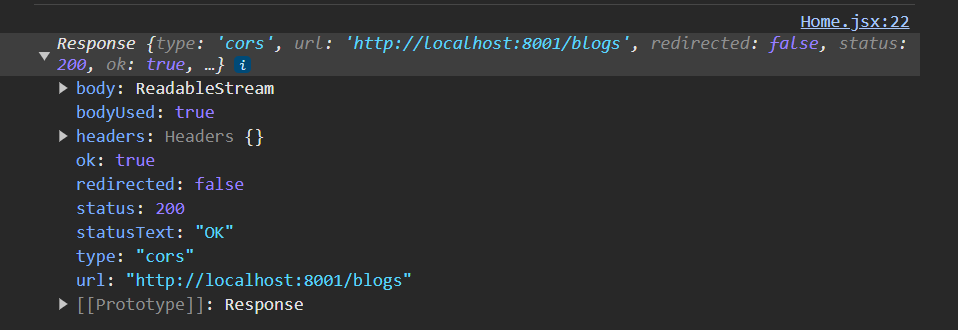 Home.jsx:22
Response {type: 'cors', url: 'http://localhost:8001/blogs', redirected: false, status:
200, ok: true, …} i
body: ReadableStream
bodyUsed: true
headers: Headers {}
ok: true
redirected: false
status: 200
statusText: "OK"
type: "cors"
url: "http://localhost:8001/blogs"
[[Prototype]]: Response